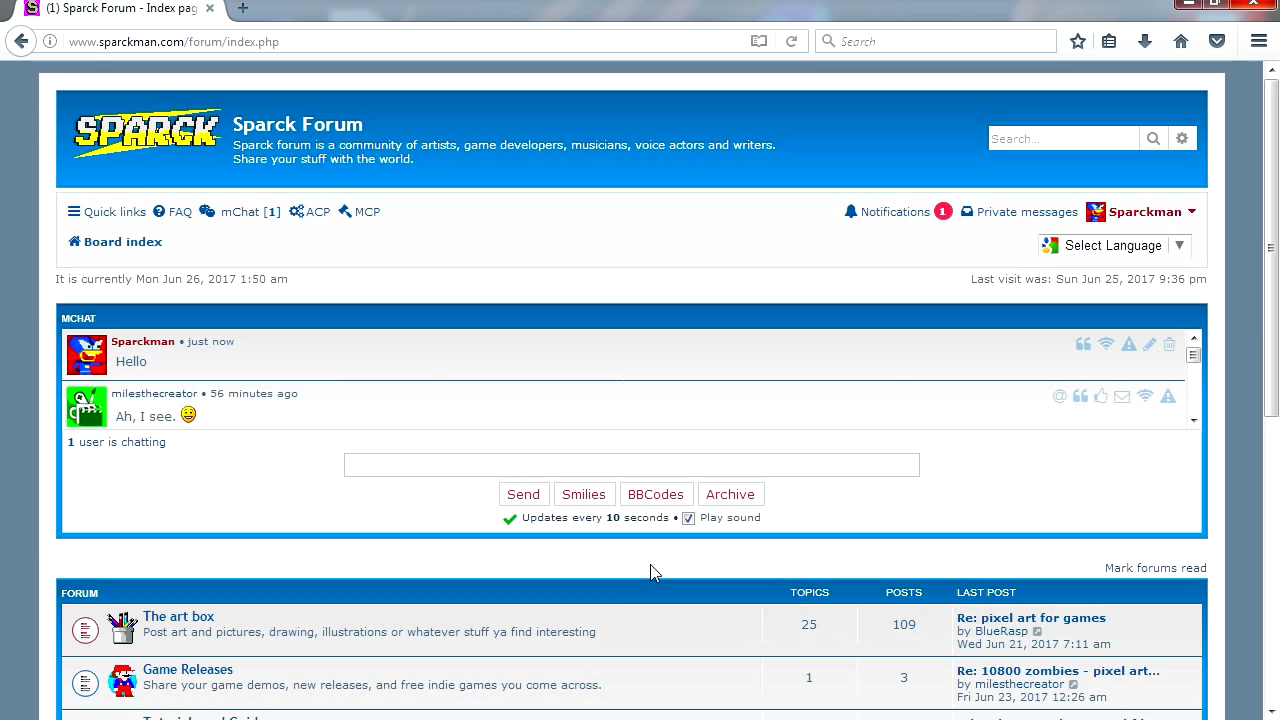 (1) Sparck Forum - Index pag
www.sparckman.com/forum/index.php
Search
SPARCK
Sparck Forum
Sparck forum is a community of artists, game developers, musicians, voice actors and writers.
Share your stuff with the world.
Search...
Quick links FAQ mChat [1] ACP MCP
Notifications 1 Private messages Sparckman
Board index
Select Language
It is currently Mon Jun 26, 2017 1:50 am
Last visit was: Sun Jun 25, 2017 9:36 pm
MCHAT
Sparckman • just now
Hello
milesthecreator • 56 minutes ago
Ah, I see.
1 user is chatting
Send Smilies BBCodes Archive
Updates every 10 seconds • Play sound
Mark forums read
FORUM TOPICS POSTS LAST POST
The art box
Post art and pictures, drawing, illustrations or whatever stuff ya find interesting
25 109
Re: pixel art for games
by BlueRasp
Wed Jun 21, 2017 7:11 am
Game Releases
Share your game demos, new releases, and free indie games you come across.
1 3
Re: 10800 zombies - pixel art...
by milesthecreator
Fri Jun 23, 2017 12:26 am